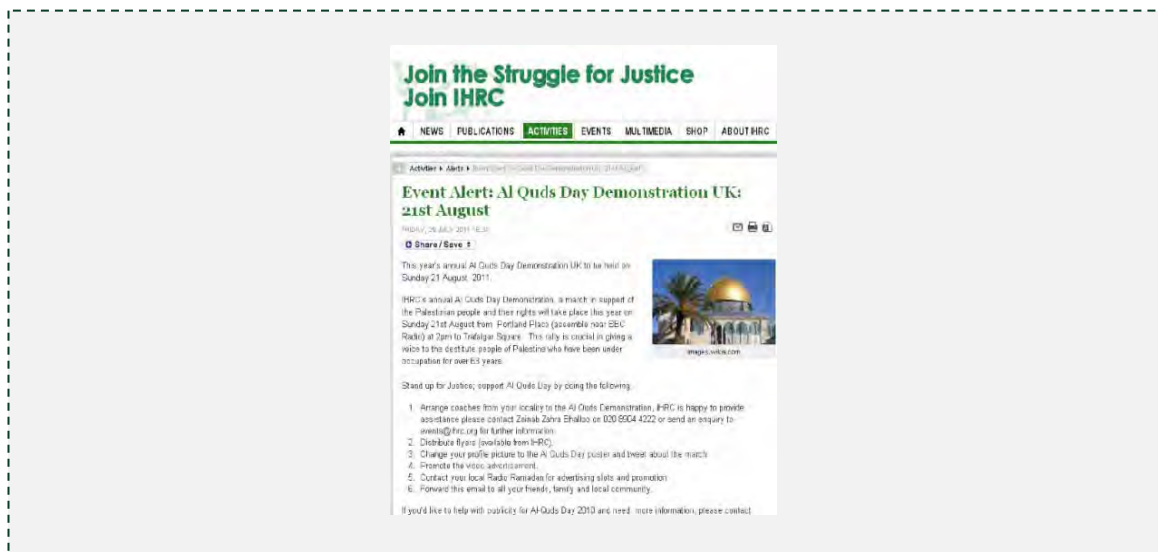 Join the Struggle for Justice
Join IHRC
NEWS PUBLICATIONS ACTIVITIES EVENTS MULTIMEDIA SHOP ABOUT IHRC
Activities Alerts
Event Alert: Al Quds Day Demonstration UK:
21st August
FRIDAY, JULY 2011
Share / Save
This year's annual Al Quds Day Demonstration UK to be held on
Sunday 21 August, 2011.
IHRC's annual Al Quds Day Demonstration, a march in support of
the Palestinian people and their rights will take place this year on
Sunday 21st August from Portland Place (assemble near BBC
Radio) at 2pm to Trafalgar Square. This rally is crucial in giving a
voice to the destitute people of Palestine who have been under
occupation for over 63 years.
Stand up for Justice; support Al Quds Day by doing the following:
1. Arrange coaches from your locality to the Al Quds Demonstration, IHRC is happy to provide
assistance please contact Zainab Zahra on 020 8904 4222 or send an enquiry to
events@ihrc.org for further information
2. Distribute flyers (available from IHRC).
3. Change your profile picture to the Al Quds Day poster and tweet about the march
4. Promote the video advertisement.
5. Contact your local Radio Ramadan for advertising slots and promotion
6. Forward this email to all your friends, family and local community.
If you'd like to help with publicity for Al-Quds Day 2010 and need more information, please contact